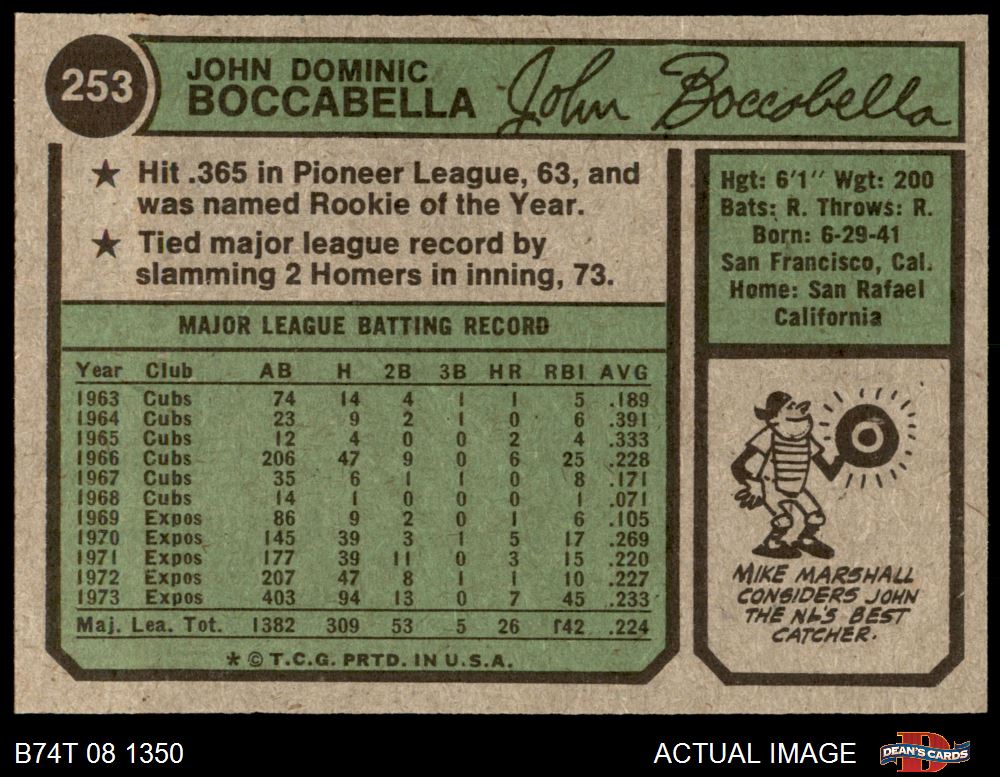 253
JOHN DOMINIC
BOCCABELLA
John Boccabella
★ Hit .365 in Pioneer League, 63, and
was named Rookie of the Year.
★ Tied major league record by
slamming 2 Homers in inning, 73.
Hgt: 6'1" Wgt: 200
Bats: R. Throws: R.
Born: 6-29-41
San Francisco, Cal.
Home: San Rafael
California
MAJOR LEAGUE BATTING RECORD
Year Club AB H 2B 3B HR RBI AVG
1963 Cubs 74 14 4 1 1 5 .189
1964 Cubs 23 9 2 1 0 6 .391
1965 Cubs 12 4 0 0 2 4 .333
1966 Cubs 206 47 9 0 6 25 .228
1967 Cubs 35 6 1 1 0 8 .171
1968 Cubs 14 1 0 0 0 1 .071
1969 Expos 86 9 2 0 1 6 .105
1970 Expos 145 39 3 1 5 17 .269
1971 Expos 177 39 11 0 3 15 .220
1972 Expos 207 47 8 1 1 10 .227
1973 Expos 403 94 13 0 7 45 .233
Maj. Lea. Tot. 1382 309 53 5 26 142 .224
* © T.C.G. PRTD. IN U.S.A.
MIKE MARSHALL
CONSIDERS JOHN
THE NL'S BEST
CATCHER.
B74T 08 1350
ACTUAL IMAGE
DEAN'S CARDS